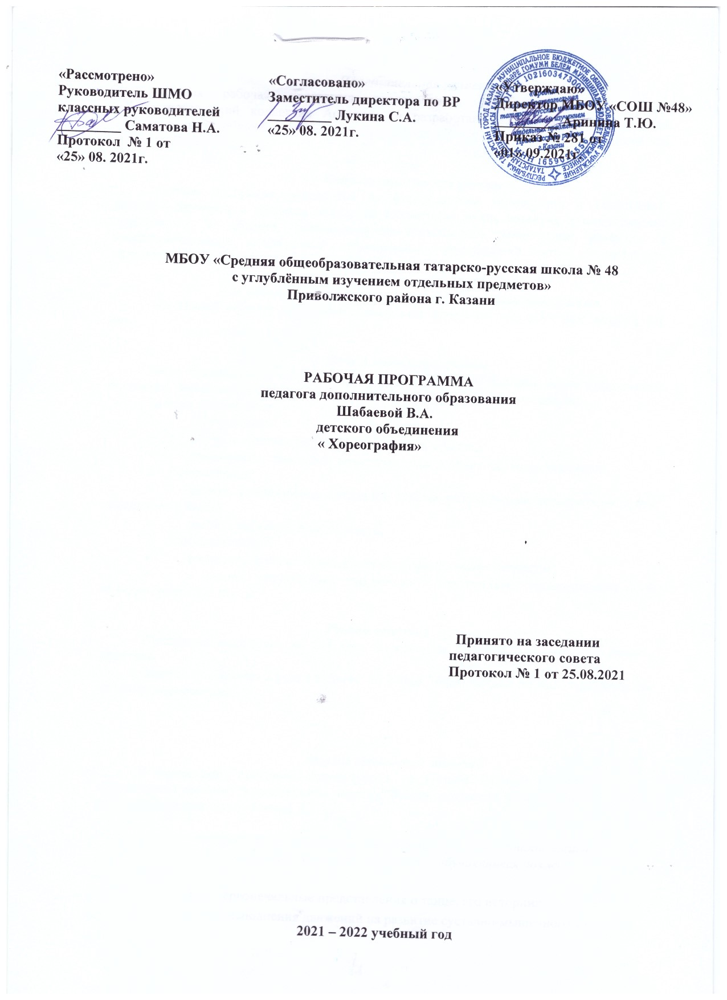 «Рассмотрено»
Руководитель ШМО
классных руководителей
_________ Саматова Н.А.
Протокол № 1 от
«25» 08. 2021г.
«Согласовано»
Заместитель директора по ВР
_________ Лукина С.А.
«25» 08. 2021г.
«Утверждаю»
Директор МБОУ «СОШ №48»
_________ Аринина Т.Ю.
Приказ № 281 от
«01» 09.2021г.
МБОУ «Средняя общеобразовательная татарско-русская школа № 48
с углублённым изучением отдельных предметов»
Приволжского района г. Казани
РАБОЧАЯ ПРОГРАММА
педагога дополнительного образования
Шабаевой В.А.
детского объединения
« Хореография»
Принято на заседании
педагогического совета
Протокол № 1 от 25.08.2021
2021 – 2022 учебный год